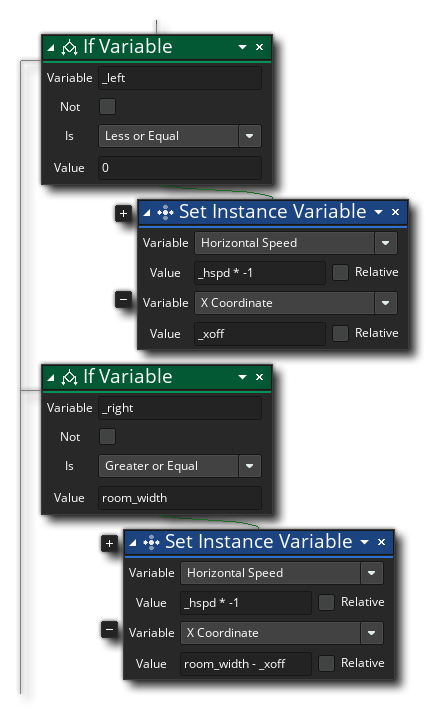 If Variable
Variable _left
Not
Is Less or Equal
Value 0
Set Instance Variable
Variable Horizontal Speed
Value _hspd * -1 Relative
Variable X Coordinate
Value _xoff Relative
If Variable
Variable _right
Not
Is Greater or Equal
Value room_width
Set Instance Variable
Variable Horizontal Speed
Value _hspd * -1 Relative
Variable X Coordinate
Value room_width - _xoff Relative